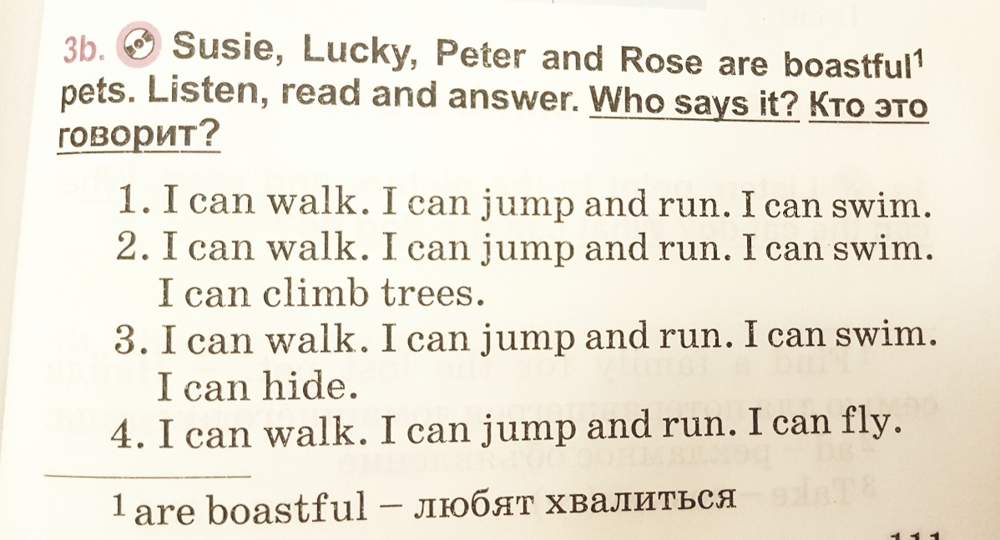 3b. Susie, Lucky, Peter and Rose are boastful¹
pets. Listen, read and answer. Who says it? Кто это
говорит?
1. I can walk. I can jump and run. I can swim.
2. I can walk. I can jump and run. I can swim.
I can climb trees.
3. I can walk. I can jump and run. I can swim.
I can hide.
4. I can walk. I can jump and run. I can fly.
¹ are boastful – любят хвалиться